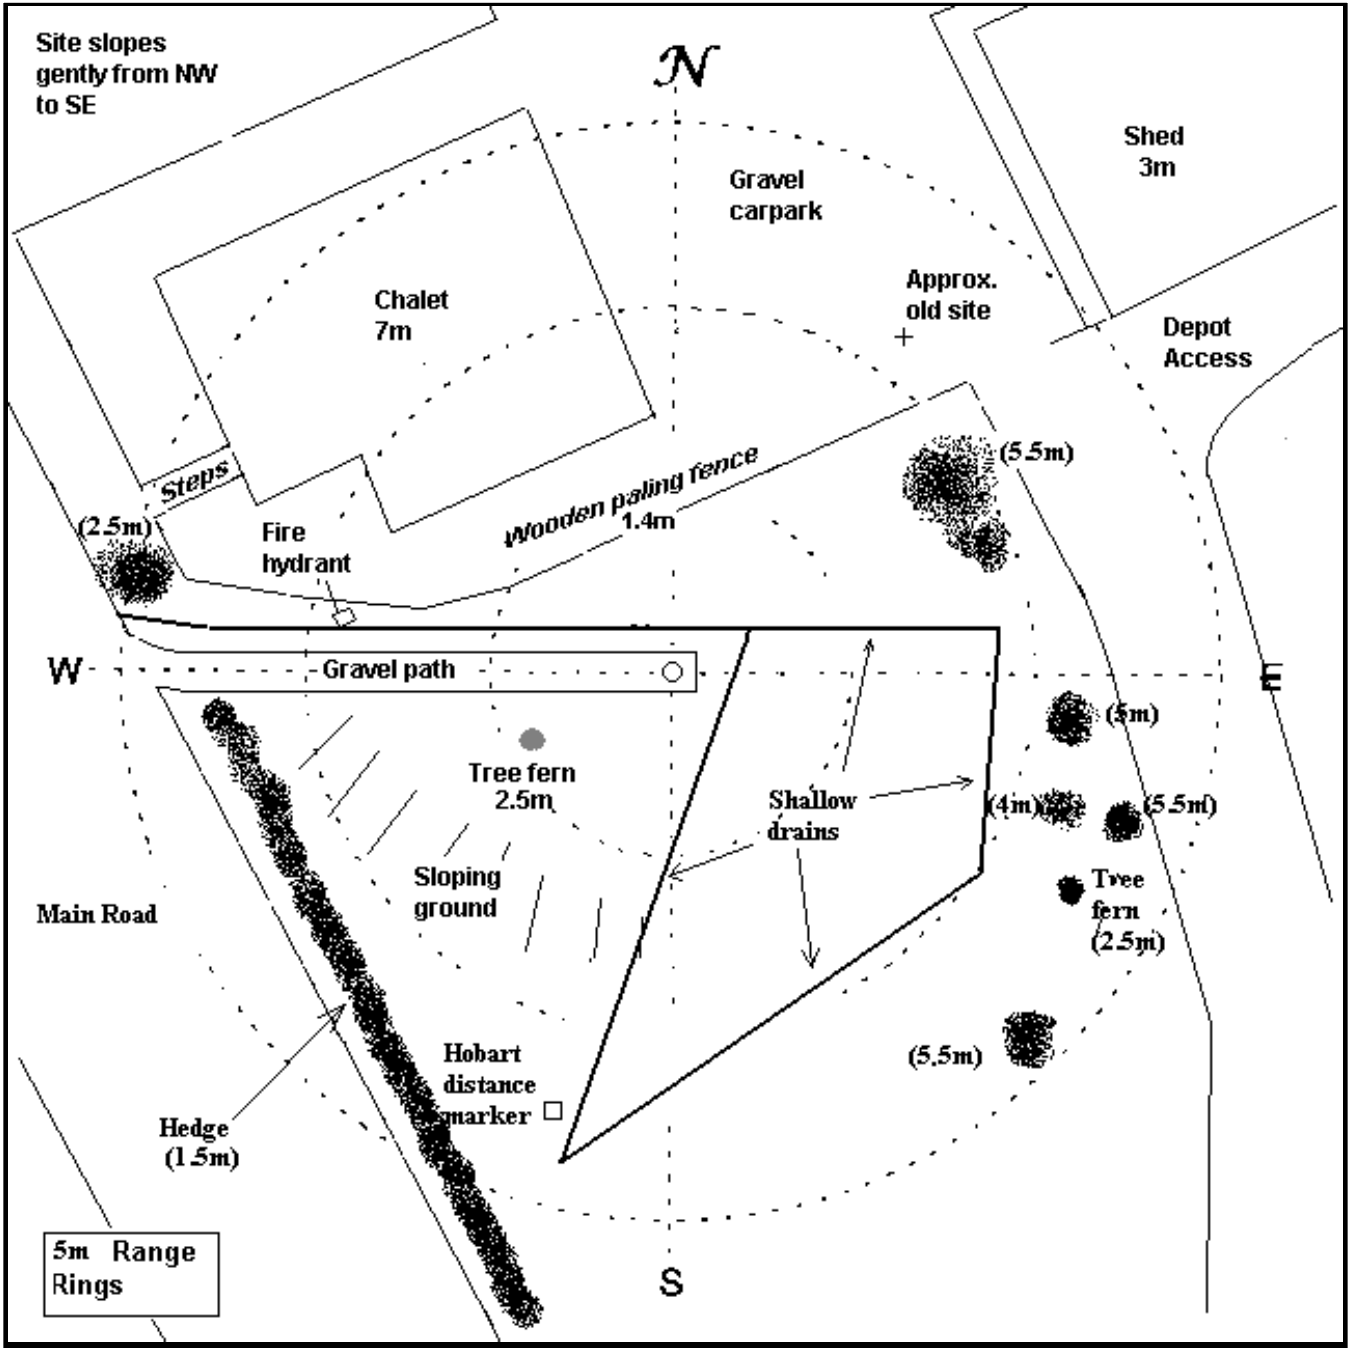 Site slopes
gently from NW
to SE
N
Shed
3m
Gravel
carpark
Approx.
old site
Chalet
7m
Depot
Access
(5.5m)
Steps
Wooden paling fence
1.4m
(2.5m)
Fire
hydrant
W
Gravel path
E
(5m)
Tree fern
2.5m
Shallow
drains
(4m)
(5.5m)
Sloping
ground
Tree
fern
(2.5m)
Main Road
(5.5m)
Hobart
distance
marker
Hedge
(1.5m)
5m Range
Rings
S